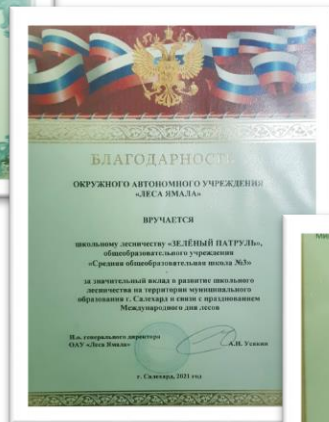 БЛАГОДАРНОСТЬ
ОКРУЖНОГО АВТОНОМНОГО УЧРЕЖДЕНИЯ
«ЛЕСА ЯМАЛА»
ВРУЧАЕТСЯ
школьному лесничеству «ЗЕЛЁНЫЙ ПАТРУЛЬ»,
общеобразовательного учреждения
«Средняя общеобразовательная школа №3»
за значительный вклад в развитие школьного
лесничества на территории муниципального
образования г. Салехард в связи с празднованием
Международного дня лесов
И.о. генерального директора
ОАУ «Леса Ямала»
А.Н.
г. Салехард, 2021 год